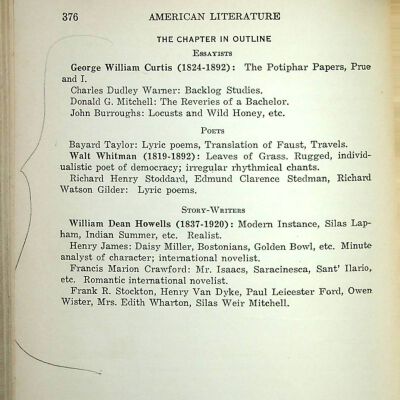 376 AMERICAN LITERATURE
THE CHAPTER IN OUTLINE
ESSAYISTS
George William Curtis (1824-1892): The Potiphar Papers, Prue
and I.
Charles Dudley Warner: Backlog Studies.
Donald G. Mitchell: The Reveries of a Bachelor.
John Burroughs: Locusts and Wild Honey, etc.
POETS
Bayard Taylor: Lyric poems, Translation of Faust, Travels.
Walt Whitman (1819-1892): Leaves of Grass. Rugged, individ-
ualistic poet of democracy; irregular rhythmical chants.
Richard Henry Stoddard, Edmund Clarence Stedman, Richard
Watson Gilder: Lyric poems.
STORY-WRITERS
William Dean Howells (1837-1920): Modern Instance, Silas Lap-
ham, Indian Summer, etc. Realist.
Henry James: Daisy Miller, Bostonians, Golden Bowl, etc. Minute
analyst of character; international novelist.
Francis Marion Crawford: Mr. Isaacs, Saracinesca, Sant' Ilario,
etc. Romantic international novelist.
Frank R. Stockton, Henry Van Dyke, Paul Leicester Ford, Owen
Wister, Mrs. Edith Wharton, Silas Weir Mitchell.